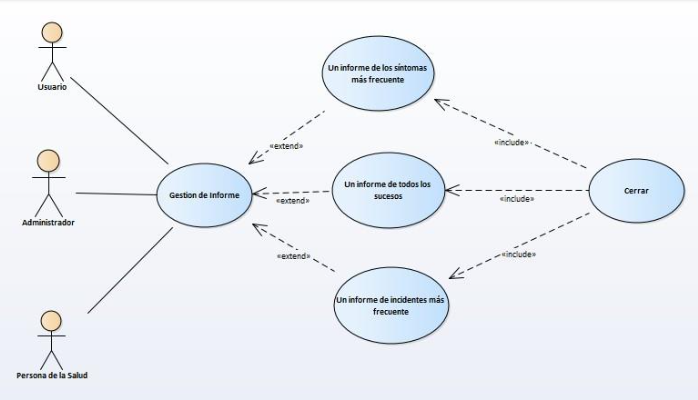 Usuario
Administrador
Persona de la Salud
Gestion de Informe
Un informe de los síntomas
más frecuente
Un informe de todos los
sucesos
Un informe de incidentes más
frecuente
«extend»
«extend»
«extend»
«include»
«include»
«include»
Cerrar